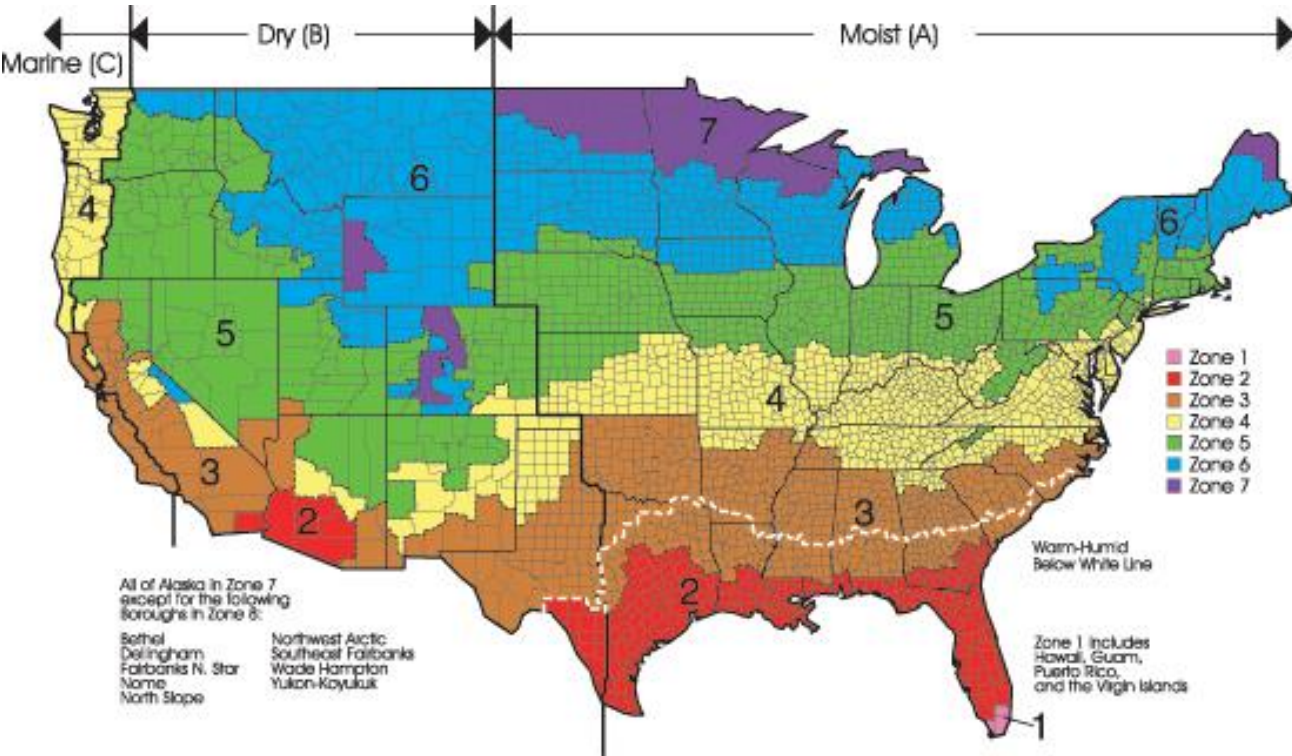 Marine (C)
Dry (B)
Moist (A)
7
6
4
6
5
5
4
3
3
2
2
1
Zone 1
Zone 2
Zone 3
Zone 4
Zone 5
Zone 6
Zone 7
Warm-Humid
Below White Line
All of Alaska in Zone 7
except for the following
Boroughs in Zone 8:
Bethel
Dellingham
Fairbanks N. Star
Nome
North Slope
Northwest Arctic
Southeast Fairbanks
Wade Hampton
Yukon-Koyukuk
Zone 1 includes
Hawaii, Guam,
Puerto Rico,
and the Virgin Islands